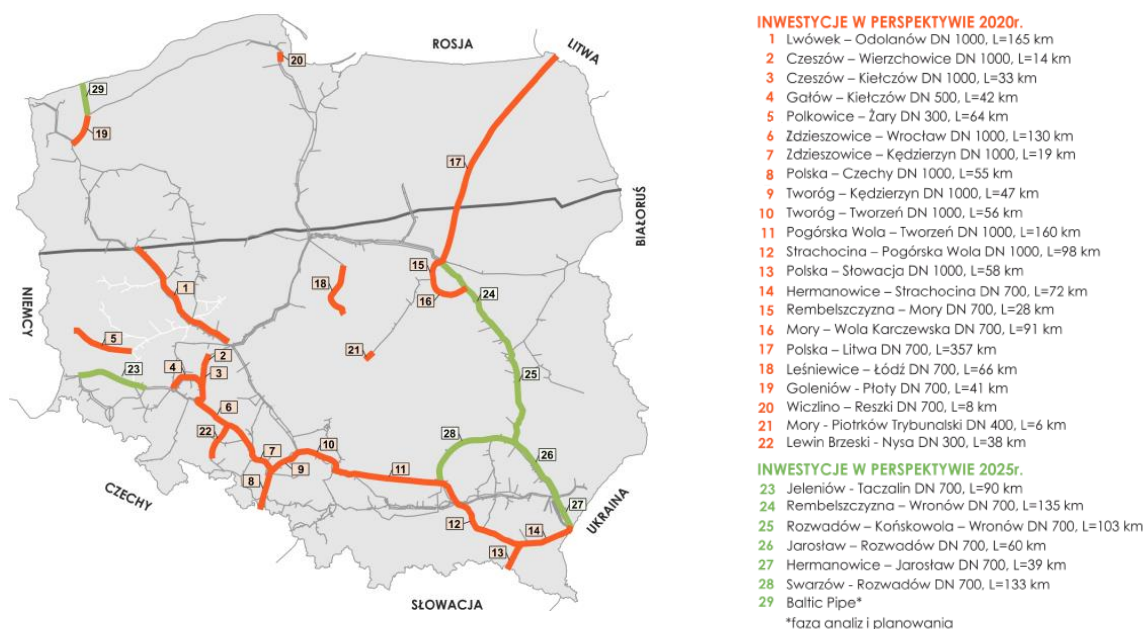 ROSJA
LITWA
BIAŁORUŚ
UKRAINA
SŁOWACJA
CZECHY
NIEMCY
20
29
19
17
15
16
24
18
1
21
5
23
4
2
3
25
6
22
28
7
10
9
8
11
26
27
12
14
13
INWESTYCJE W PERSPEKTYWIE 2020r.
1 Lwówek – Odolanów DN 1000, L=165 km
2 Czeszów – Wierzchowice DN 1000, L=14 km
3 Czeszów – Kiełczów DN 1000, L=33 km
4 Gałów – Kiełczów DN 500, L=42 km
5 Polkowice – Żary DN 300, L=64 km
6 Zdzieszowice – Wrocław DN 1000, L=130 km
7 Zdzieszowice – Kędzierzyn DN 1000, L=19 km
8 Polska – Czechy DN 1000, L=55 km
9 Tworóg – Kędzierzyn DN 1000, L=47 km
10 Tworóg – Tworzeń DN 1000, L=56 km
11 Pogórska Wola – Tworzeń DN 1000, L=160 km
12 Strachocina – Pogórska Wola DN 1000, L=98 km
13 Polska – Słowacja DN 1000, L=58 km
14 Hermanowice – Strachocina DN 700, L=72 km
15 Rembelszczyzna – Mory DN 700, L=28 km
16 Mory – Wola Karczewska DN 700, L=91 km
17 Polska – Litwa DN 700, L=357 km
18 Leśniewice – Łódź DN 700, L=66 km
19 Goleniów - Płoty DN 700, L=41 km
20 Wiczlino – Reszki DN 700, L=8 km
21 Mory - Piotrków Trybunalski DN 400, L=6 km
22 Lewin Brzeski - Nysa DN 300, L=38 km
INWESTYCJE W PERSPEKTYWIE 2025r.
23 Jeleniów - Taczalin DN 700, L=90 km
24 Rembelszczyzna – Wronów DN 700, L=135 km
25 Rozwadów – Końskowola – Wronów DN 700, L=103 km
26 Jarosław – Rozwadów DN 700, L=60 km
27 Hermanowice – Jarosław DN 700, L=39 km
28 Swarzów - Rozwadów DN 700, L=133 km
29 Baltic Pipe*
*faza analiz i planowania